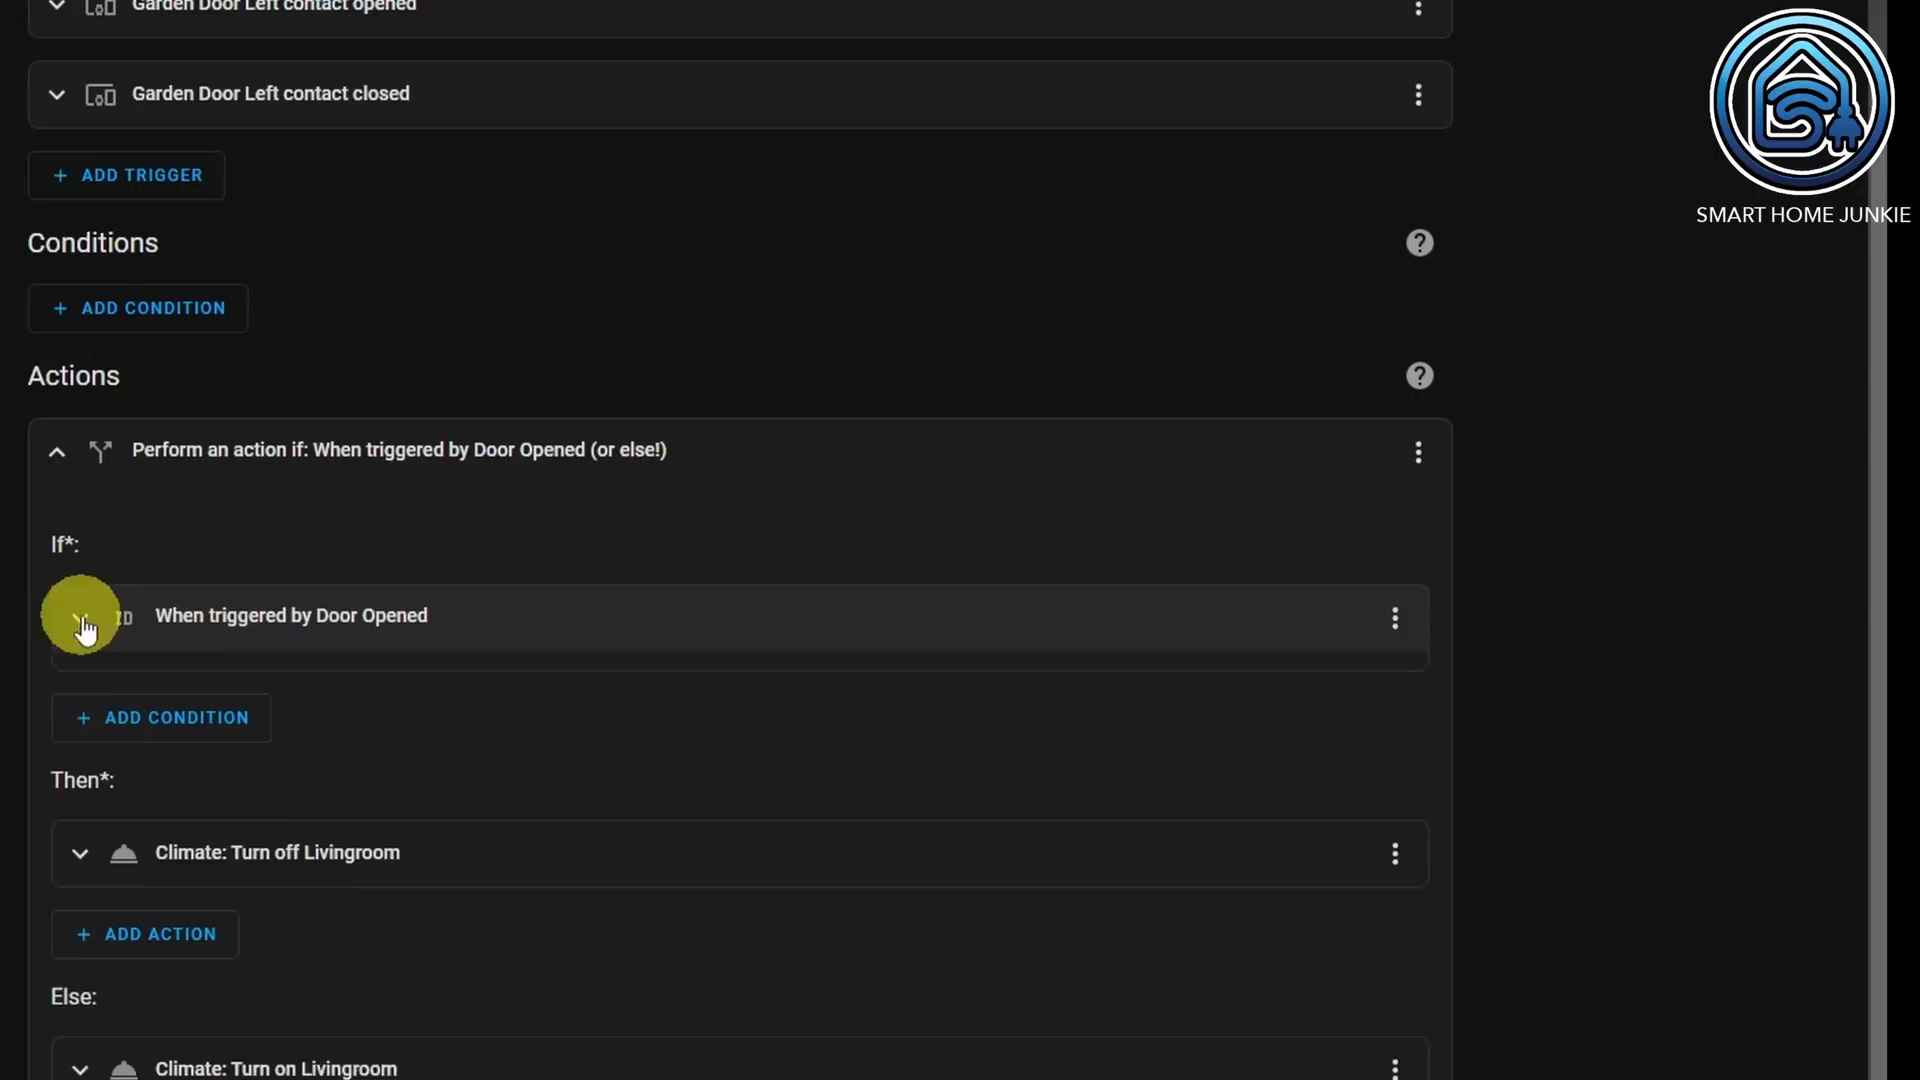 Garden Door Left contact opened
Garden Door Left contact closed
+ ADD TRIGGER
Conditions
+ ADD CONDITION
Actions
Perform an action if: When triggered by Door Opened (or else!)
If*:
ID When triggered by Door Opened
+ ADD CONDITION
Then*:
Climate: Turn off Livingroom
+ ADD ACTION
Else:
Climate: Turn on Livingroom
SMART HOME JUNKIE